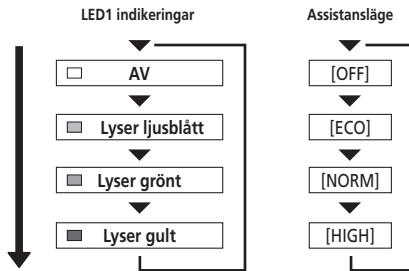 LED1 indikeringar
Assistansläge
AV
[OFF]
Lyser ljusblått
[ECO]
Lyser grönt
[NORM]
Lyser gult
[HIGH]